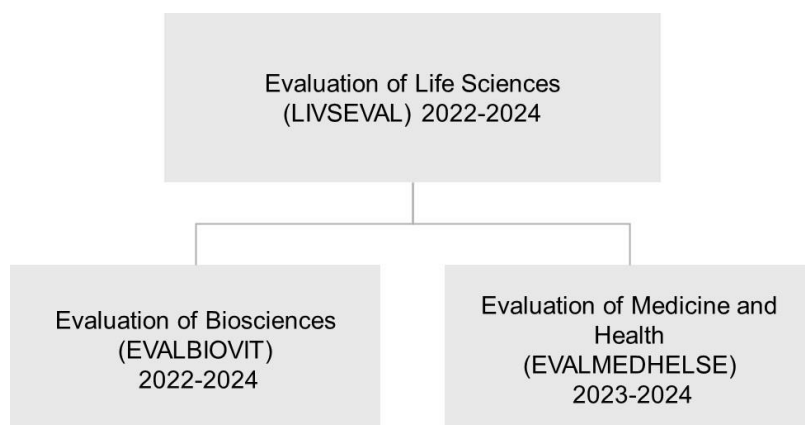 Evaluation of Life Sciences
(LIVSEVAL) 2022-2024
Evaluation of Biosciences
(EVALBIOVIT)
2022-2024
Evaluation of Medicine and
Health
(EVALMEDHELSE)
2023-2024